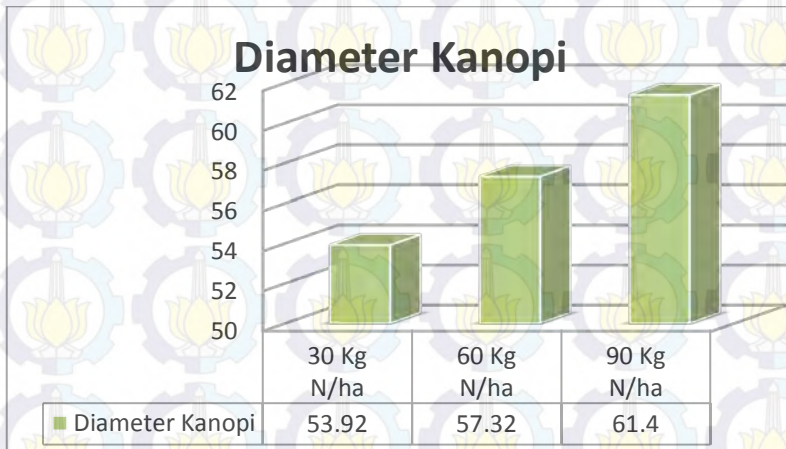 Diameter Kanopi
62
60
58
56
54
52
50
30 Kg
N/ha
60 Kg
N/ha
90 Kg
N/ha
Diameter Kanopi 53.92 57.32 61.4